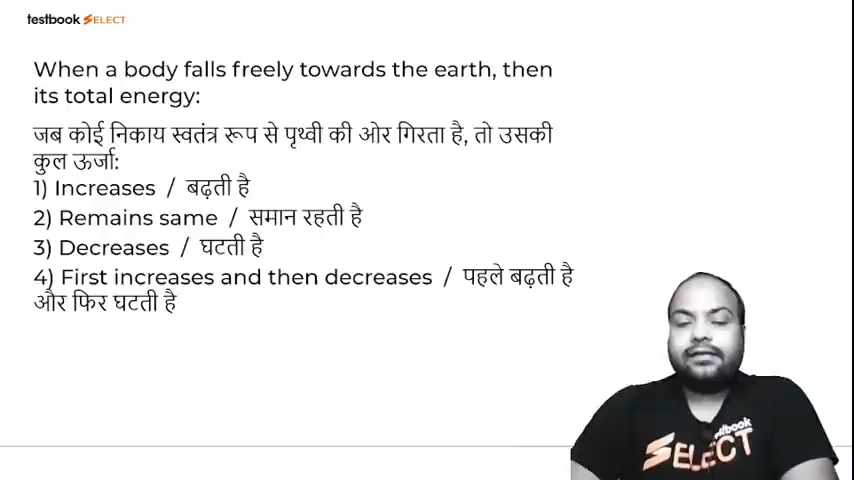 testbook SELECT
When a body falls freely towards the earth, then
its total energy:
जब कोई निकाय स्वतंत्र रूप से पृथ्वी की ओर गिरता है, तो उसकी
कुल ऊर्जा:
1) Increases / बढ़ती है
2) Remains same / समान रहती है
3) Decreases / घटती है
4) First increases and then decreases / पहले बढ़ती है
और फिर घटती है
SELECT